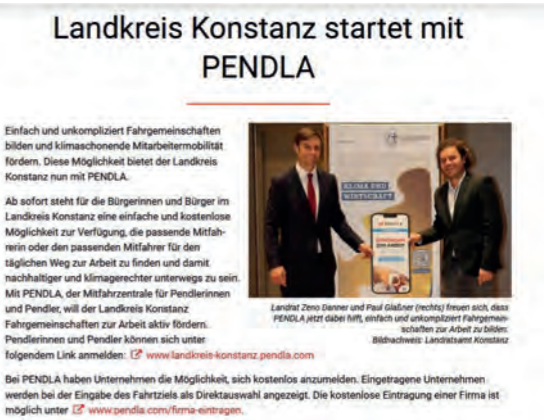 Landkreis Konstanz startet mit
PENDLA
Einfach und unkompliziert Fahrgemeinschaften
bilden und klimaschonende Mitarbeitermobilität
fördern. Diese Möglichkeit bietet der Landkreis
Konstanz nun mit PENDLA.
Ab sofort steht für die Bürgerinnen und Bürger im
Landkreis Konstanz eine einfache und kostenlose
Möglichkeit zur Verfügung, die passende Mitfah-
rerin oder den passenden Mitfahrer für den
täglichen Weg zur Arbeit zu finden und damit
nachhaltiger und klimagerechter unterwegs zu sein.
Mit PENDLA, der Mitfahrzentrale für Pendlerinnen
und Pendler, will der Landkreis Konstanz
Fahrgemeinschaften zur Arbeit aktiv fördern.
Pendlerinnen und Pendler können sich unter
folgendem Link anmelden: www.landkreis-konstanz.pendla.com
KLIMA UND
WIRTSCHAFT
Landrat Zeno Danner und Paul Glaßner (rechts) freuen sich, dass
PENDLA jetzt dabei hilft, einfach und unkompliziert Fahrgemein-
schaften zur Arbeit zu bilden.
Bildnachweis: Landratsamt Konstanz
Bei PENDLA haben Unternehmen die Möglichkeit, sich kostenlos anzumelden. Eingetragene Unternehmen
werden bei der Eingabe des Fahrtziels als Direktauswahl angezeigt. Die kostenlose Eintragung einer Firma ist
möglich unter www.pendla.com/firma-eintragen.